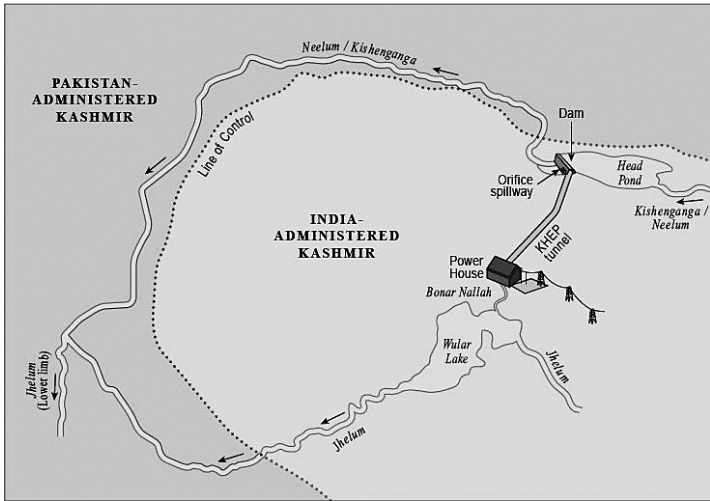 Neelum / Kishenganga
PAKISTAN-
ADMINISTERED
KASHMIR
Line of Control
Dam
Head
Pond
Orifice
spillway
Kishenganga /
Neelum
INDIA-
ADMINISTERED
KASHMIR
KHEP
tunnel
Power
House
Bonar Nallah
Wular
Lake
Jhelum
Jhelum
(Lower limb)
Jhelum